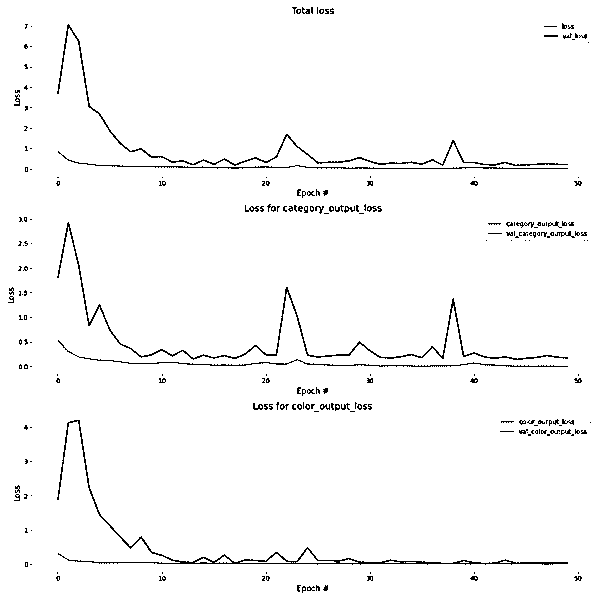 Total loss
7
6
5
4
3
2
1
0
Loss
loss
val_loss
0
10
20
30
40
50
Epoch #
Loss for category_output_loss
3.0
2.5
2.0
1.5
1.0
0.5
0.0
Loss
category_output_loss
val_category_output_loss
0
10
20
30
40
50
Epoch #
Loss for color_output_loss
4
3
2
1
0
Loss
color_output_loss
val_color_output_loss
0
10
20
30
40
50
Epoch #